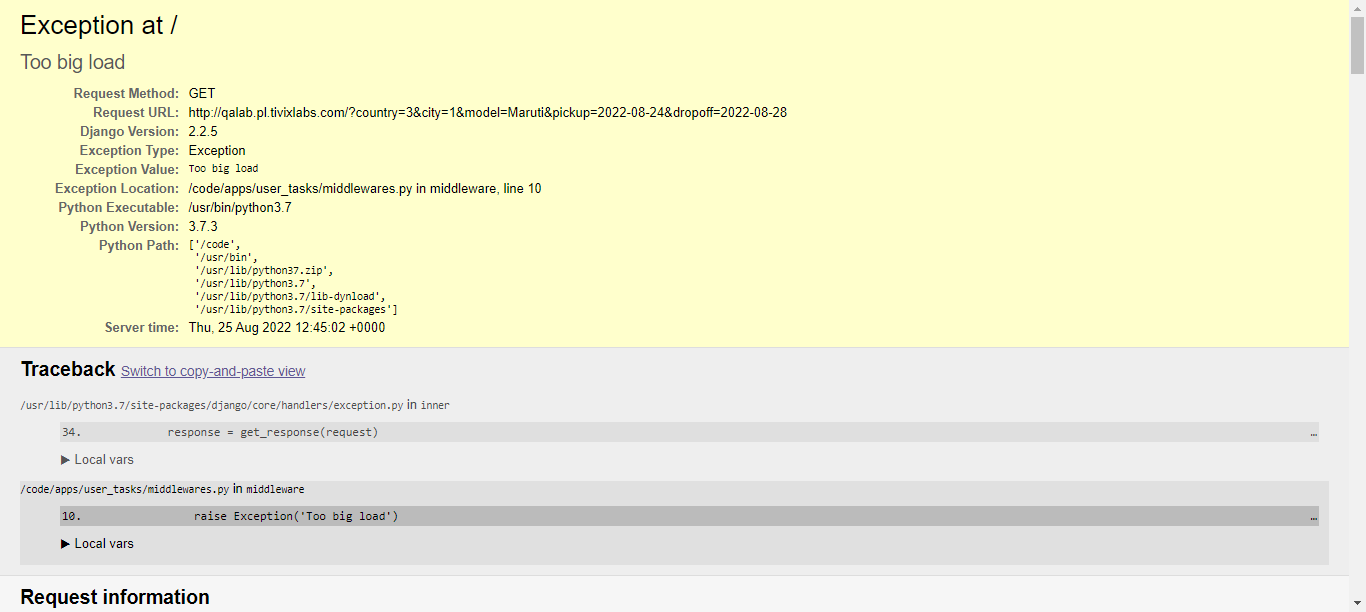 Exception at /
Too big load
Request Method: GET
Request URL: http://qalab.pl.tivixlabs.com/?country=3&city=1&model=Maruti&pickup=2022-08-24&dropoff=2022-08-28
Django Version: 2.2.5
Exception Type: Exception
Exception Value: Too big load
Exception Location: /code/apps/user_tasks/middlewares.py in middleware, line 10
Python Executable: /usr/bin/python3.7
Python Version: 3.7.3
Python Path: ['/code',
'/usr/bin',
'/usr/lib/python37.zip',
'/usr/lib/python3.7',
'/usr/lib/python3.7/lib-dynload',
'/usr/lib/python3.7/site-packages']
Server time: Thu, 25 Aug 2022 12:45:02 +0000
Traceback Switch to copy-and-paste view
/usr/lib/python3.7/site-packages/django/core/handlers/exception.py in inner
34. response = get_response(request) …
▶ Local vars
/code/apps/user_tasks/middlewares.py in middleware
10. raise Exception('Too big load') …
▶ Local vars
Request information